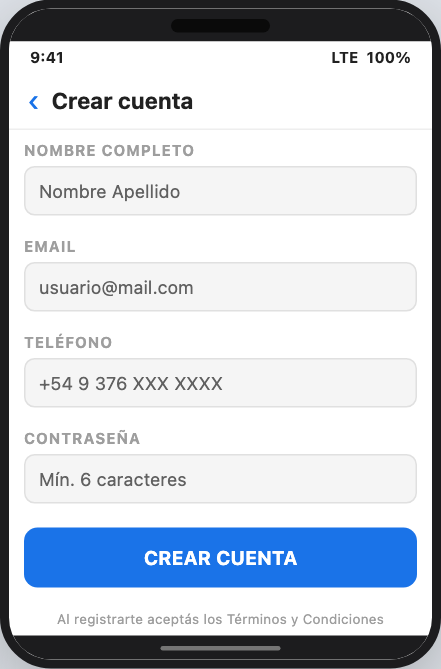 9:41 LTE 100%
‹ Crear cuenta
NOMBRE COMPLETO
Nombre Apellido
EMAIL
usuario@mail.com
TELÉFONO
+54 9 376 XXX XXXX
CONTRASEÑA
Mín. 6 caracteres
CREAR CUENTA
Al registrarte aceptás los Términos y Condiciones